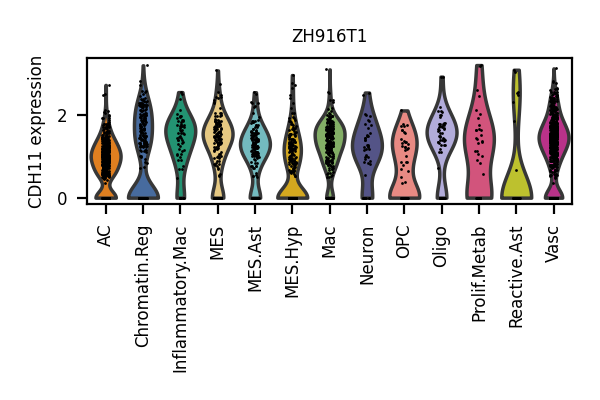 ZH916T1
CDH11 expression
2
0
AC
Chromatin.Reg
Inflammatory.Mac
MES
MES.Ast
MES.Hyp
Mac
Neuron
OPC
Oligo
Prolif.Metab
Reactive.Ast
Vasc